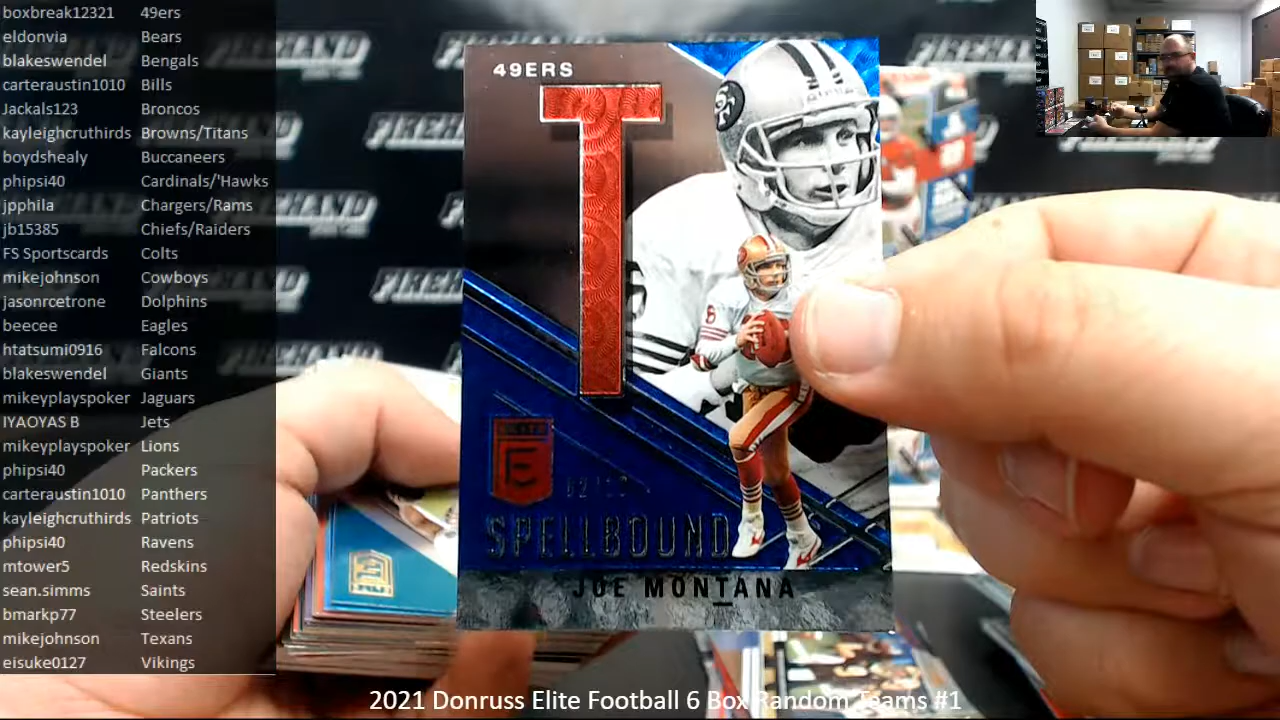 boxbreak12321 49ers
eldonvia Bears
blakeswendel Bengals
carteraustin1010 Bills
Jackals123 Broncos
kayleighcruthirds Browns/Titans
boydshealy Buccaneers
phipsi40 Cardinals/'Hawks
jpphila Chargers/Rams
jb15385 Chiefs/Raiders
FS Sportscards Colts
mikejohnson Cowboys
jasonrcetrone Dolphins
beecee Eagles
htatsumi0916 Falcons
blakeswendel Giants
mikeyplayspoker Jaguars
IYAOYAS B Jets
mikeyplayspoker Lions
phipsi40 Packers
carteraustin1010 Panthers
kayleighcruthirds Patriots
phipsi40 Ravens
mtower5 Redskins
sean.simms Saints
bmarkp77 Steelers
mikejohnson Texans
eisuke0127 Vikings
49ERS
T
E
SPELLBOUND
JOE MONTANA
FIREHAND
2021 Donruss Elite Football 6 Box Random Teams #1